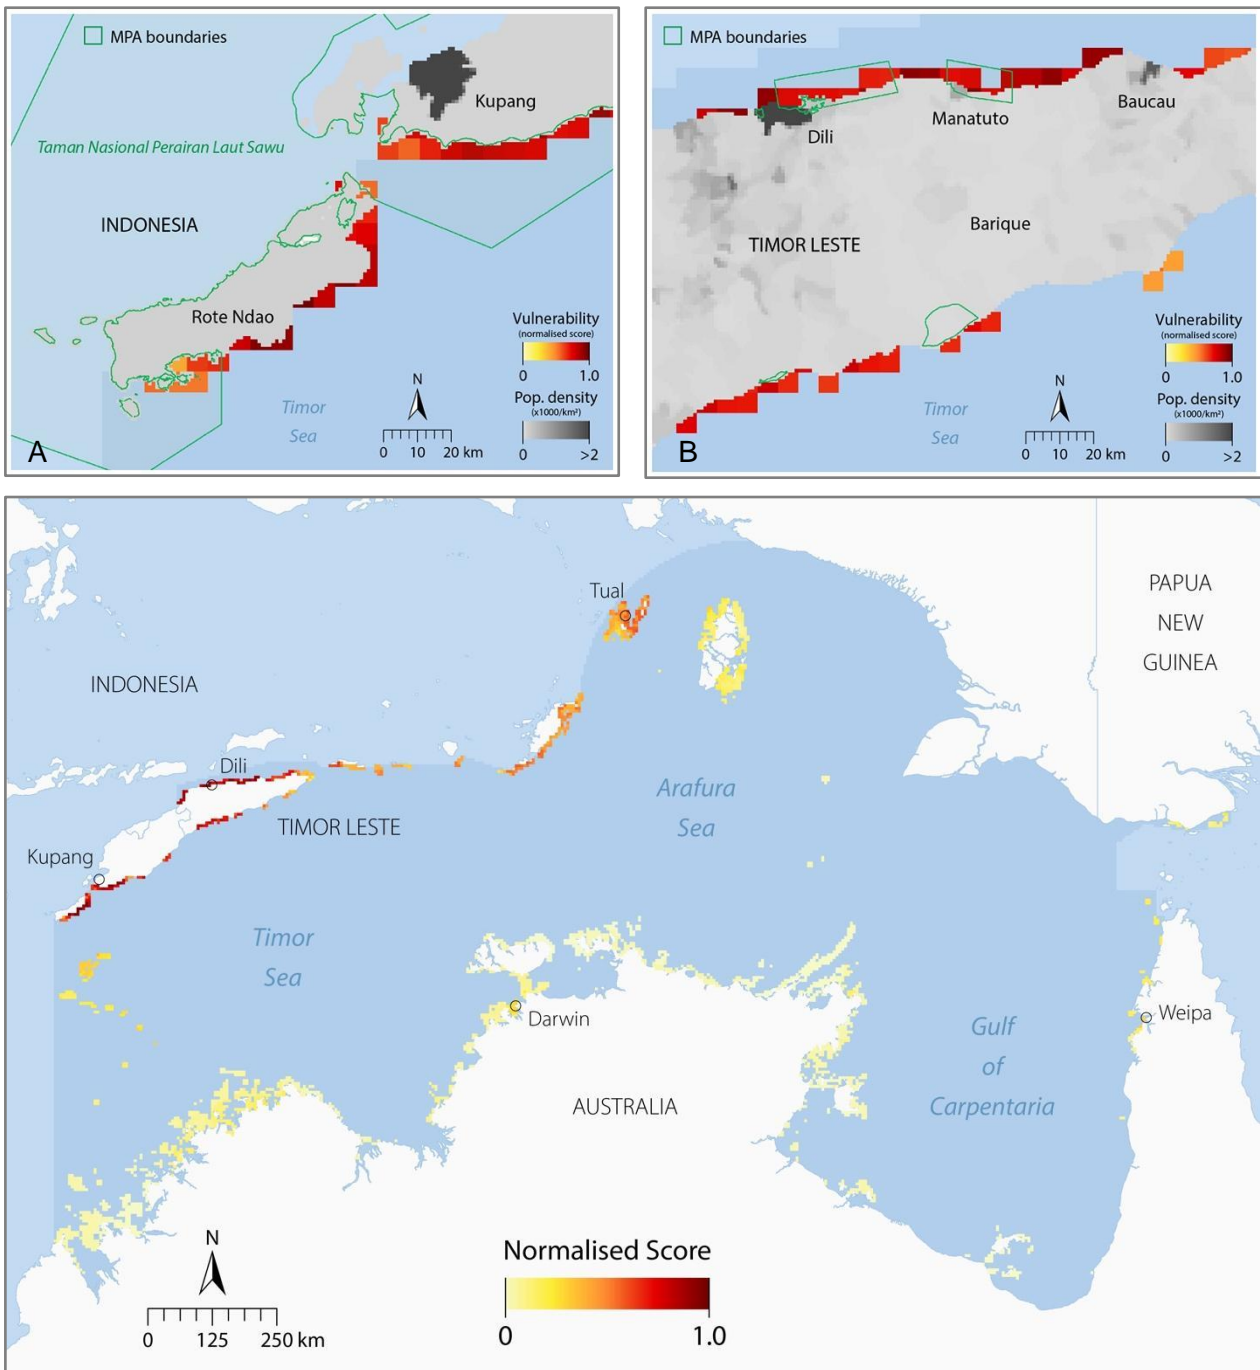 MPA boundaries
Kupang
Taman Nasional Perairan Laut Sawu
INDONESIA
Rote Ndao
Vulnerability
(normalised score)
0 1.0
Pop. density
(x1000/km²)
0 >2
N
0 10 20 km
Timor
Sea
A
MPA boundaries
Baucau
Manatuto
Dili
Barique
TIMOR LESTE
Vulnerability
(normalised score)
0 1.0
Pop. density
(x1000/km²)
0 >2
N
0 10 20 km
Timor
Sea
B
Tual
PAPUA
NEW
GUINEA
INDONESIA
Dili
Arafura
Sea
TIMOR LESTE
Kupang
Timor
Sea
Darwin
Weipa
Gulf
of
Carpentaria
AUSTRALIA
N
0 125 250 km
Normalised Score
0 1.0